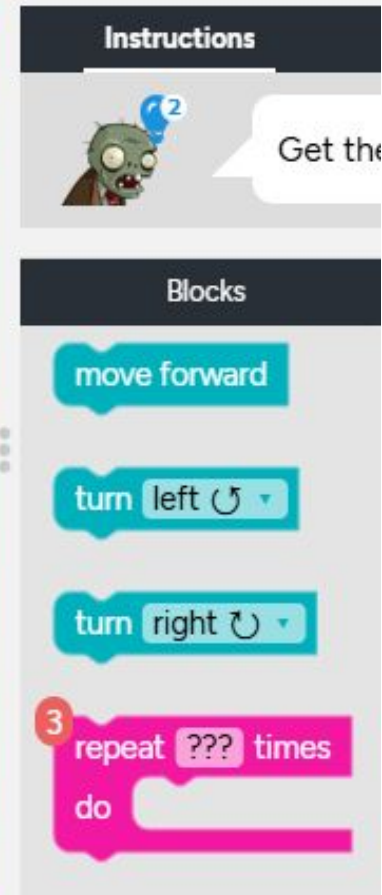 Instructions
2
Get the
Blocks
move forward
turn left
turn right
3
repeat ??? times
do